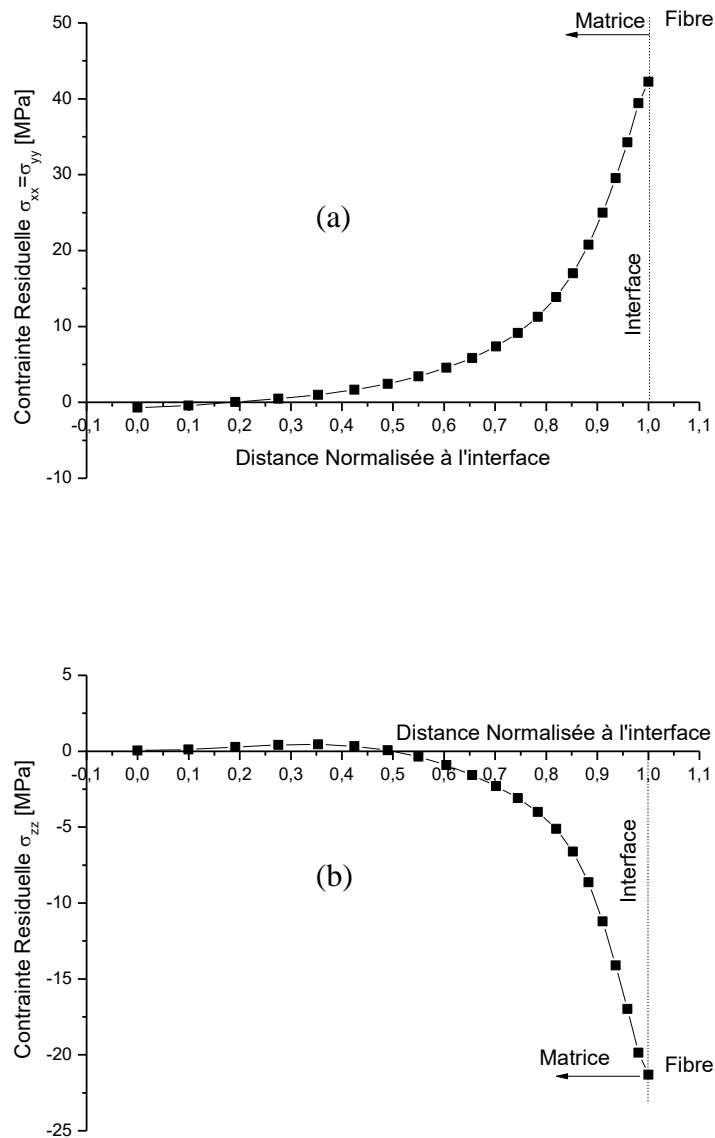 Matrice
Fibre
50
40
30
20
10
0
-10
Contrainte Residuelle σxx=σyy [MPa]
(a)
Interface
-0,1 0,0 0,1 0,2 0,3 0,4 0,5 0,6 0,7 0,8 0,9 1,0 1,1
Distance Normalisée à l'interface
5
0
-5
-10
-15
-20
-25
Contrainte Residuelle σzz [MPa]
Distance Normalisée à l'interface
-0,1 0,0 0,1 0,2 0,3 0,4 0,5 0,6 0,7 0,8 0,9 1,0 1,1
Interface
(b)
Matrice
Fibre